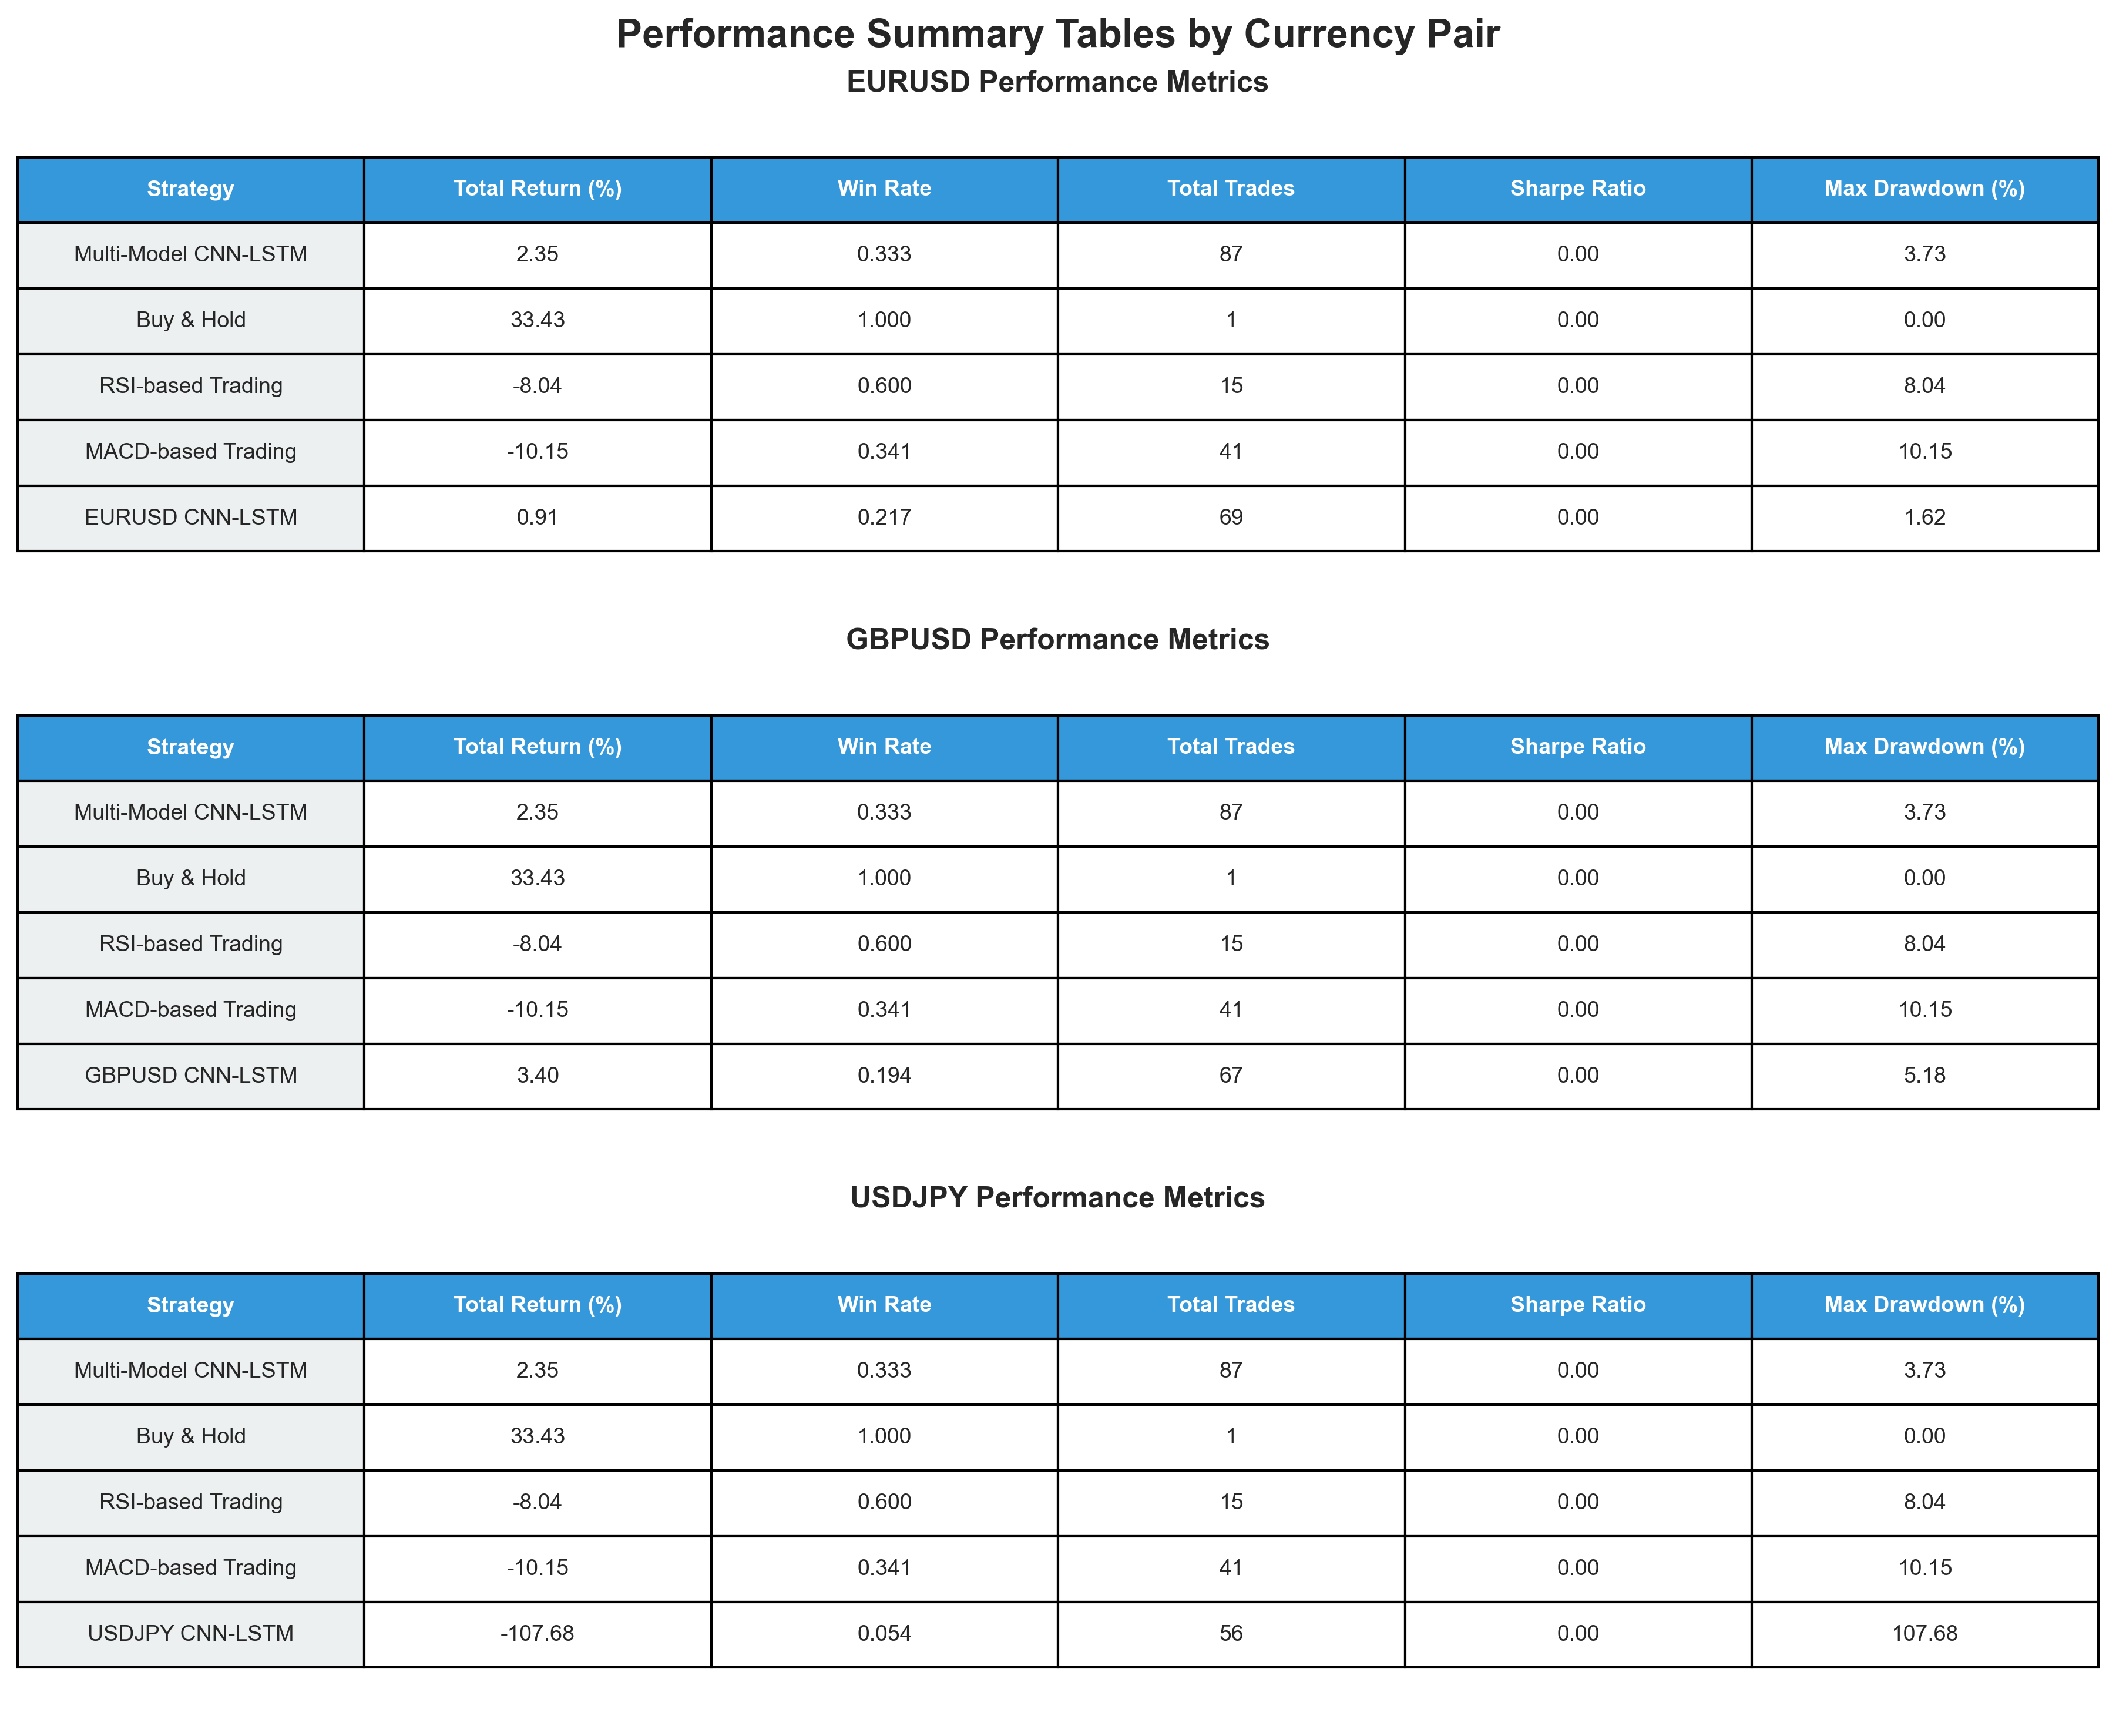 Performance Summary Tables by Currency Pair
EURUSD Performance Metrics
Strategy Total Return (%) Win Rate Total Trades Sharpe Ratio Max Drawdown (%)
Multi-Model CNN-LSTM 2.35 0.333 87 0.00 3.73
Buy & Hold 33.43 1.000 1 0.00 0.00
RSI-based Trading -8.04 0.600 15 0.00 8.04
MACD-based Trading -10.15 0.341 41 0.00 10.15
EURUSD CNN-LSTM 0.91 0.217 69 0.00 1.62
GBPUSD Performance Metrics
Strategy Total Return (%) Win Rate Total Trades Sharpe Ratio Max Drawdown (%)
Multi-Model CNN-LSTM 2.35 0.333 87 0.00 3.73
Buy & Hold 33.43 1.000 1 0.00 0.00
RSI-based Trading -8.04 0.600 15 0.00 8.04
MACD-based Trading -10.15 0.341 41 0.00 10.15
GBPUSD CNN-LSTM 3.40 0.194 67 0.00 5.18
USDJPY Performance Metrics
Strategy Total Return (%) Win Rate Total Trades Sharpe Ratio Max Drawdown (%)
Multi-Model CNN-LSTM 2.35 0.333 87 0.00 3.73
Buy & Hold 33.43 1.000 1 0.00 0.00
RSI-based Trading -8.04 0.600 15 0.00 8.04
MACD-based Trading -10.15 0.341 41 0.00 10.15
USDJPY CNN-LSTM -107.68 0.054 56 0.00 107.68